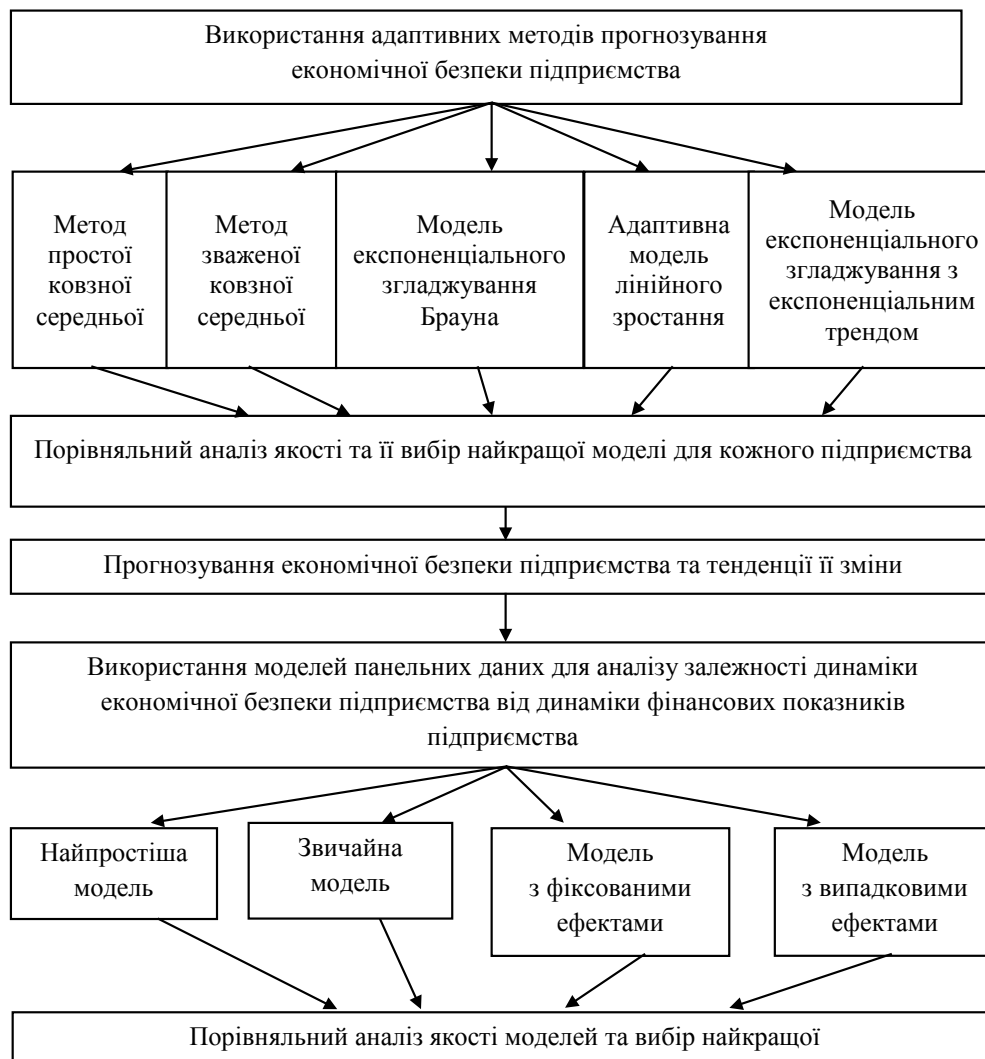 Використання адаптивних методів прогнозування
економічної безпеки підприємства
Метод
простої
ковзної
середньої
Метод
зваженої
ковзної
середньої
Модель
експоненціального
згладжування
Брауна
Адаптивна
модель
лінійного
зростання
Модель
експоненціального
згладжування з
експоненціальним
трендом
Порівняльний аналіз якості та її вибір найкращої моделі для кожного підприємства
Прогнозування економічної безпеки підприємства та тенденції її зміни
Використання моделей панельних даних для аналізу залежності динаміки
економічної безпеки підприємства від динаміки фінансових показників
підприємства
Найпростіша
модель
Звичайна
модель
Модель
з фіксованими
ефектами
Модель
з випадковими
ефектами
Порівняльний аналіз якості моделей та вибір найкращої